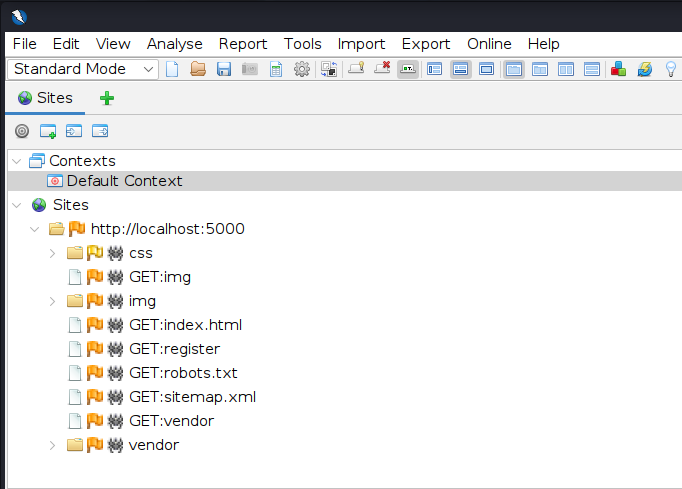 File Edit View Analyse Report Tools Import Export Online Help
Standard Mode
Sites
Contexts
Default Context
Sites
http://localhost:5000
css
GET:img
img
GET:index.html
GET:register
GET:robots.txt
GET:sitemap.xml
GET:vendor
vendor